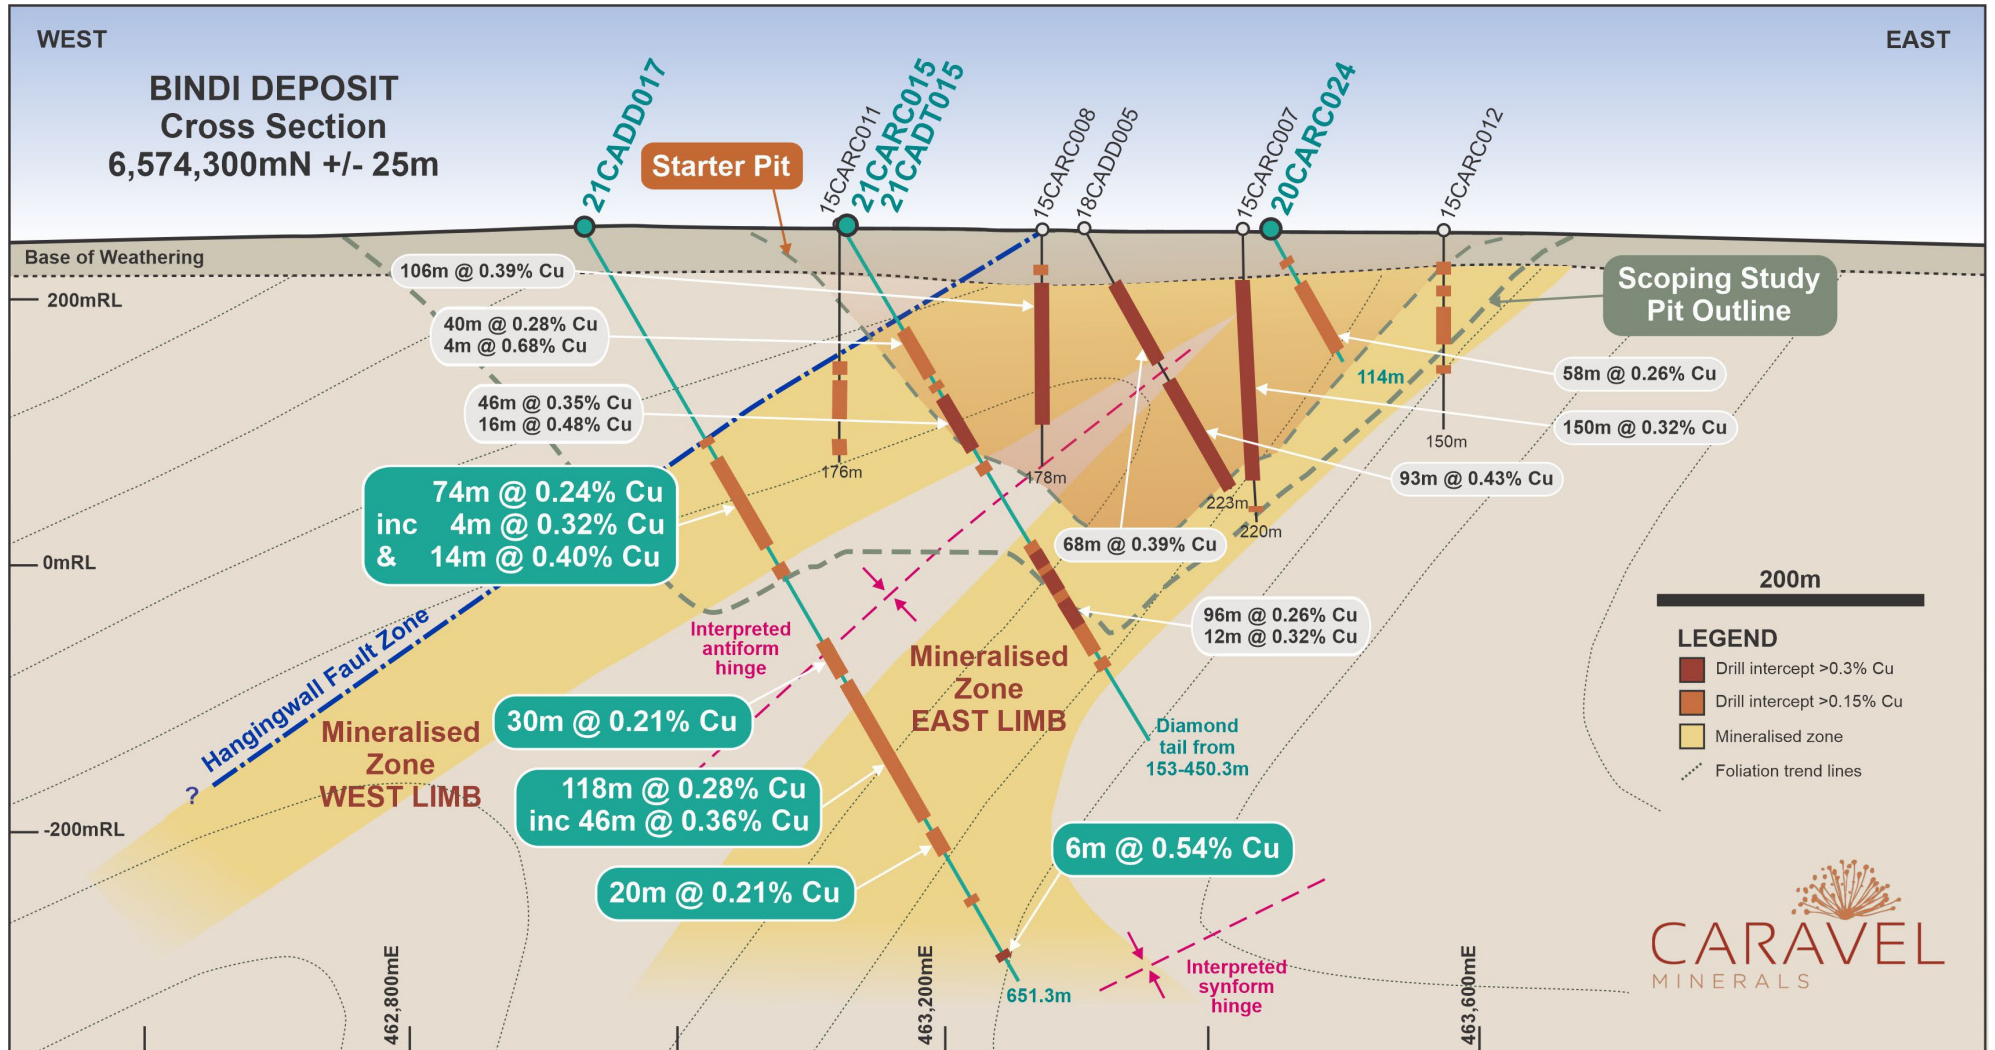 WEST
EAST
BINDI DEPOSIT
Cross Section
6,574,300mN +/- 25m
21CADD017
Starter Pit
15CARC011
21CARC015
21CADT015
15CARC008
18CADD005
15CARC007
20CARC024
15CARC012
Base of Weathering
200mRL
0mRL
-200mRL
106m @ 0.39% Cu
40m @ 0.28% Cu
4m @ 0.68% Cu
46m @ 0.35% Cu
16m @ 0.48% Cu
74m @ 0.24% Cu
inc 4m @ 0.32% Cu
& 14m @ 0.40% Cu
Scoping Study
Pit Outline
58m @ 0.26% Cu
150m @ 0.32% Cu
93m @ 0.43% Cu
68m @ 0.39% Cu
96m @ 0.26% Cu
12m @ 0.32% Cu
176m
178m
223m
220m
114m
150m
Hangingwall Fault Zone
?
Interpreted
antiform
hinge
Mineralised
Zone
WEST LIMB
Mineralised
Zone
EAST LIMB
30m @ 0.21% Cu
118m @ 0.28% Cu
inc 46m @ 0.36% Cu
20m @ 0.21% Cu
6m @ 0.54% Cu
Diamond
tail from
153-450.3m
651.3m
Interpreted
synform
hinge
200m
LEGEND
Drill intercept >0.3% Cu
Drill intercept >0.15% Cu
Mineralised zone
Foliation trend lines
462,800mE
463,200mE
463,600mE
CARAVEL
MINERALS